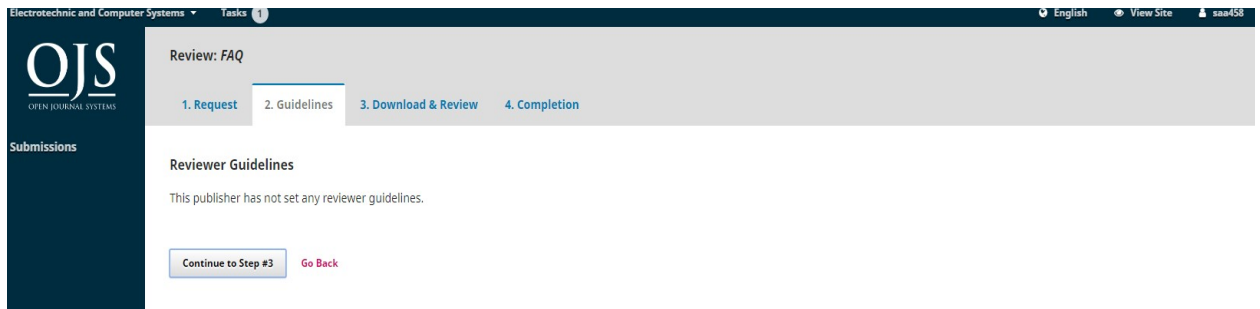 Electrotechnic and Computer Systems Tasks 1 English View Site saa458
OJS
OPEN JOURNAL SYSTEMS
Submissions
Review: FAQ
1. Request 2. Guidelines 3. Download & Review 4. Completion
Reviewer Guidelines
This publisher has not set any reviewer guidelines.
Continue to Step #3 Go Back